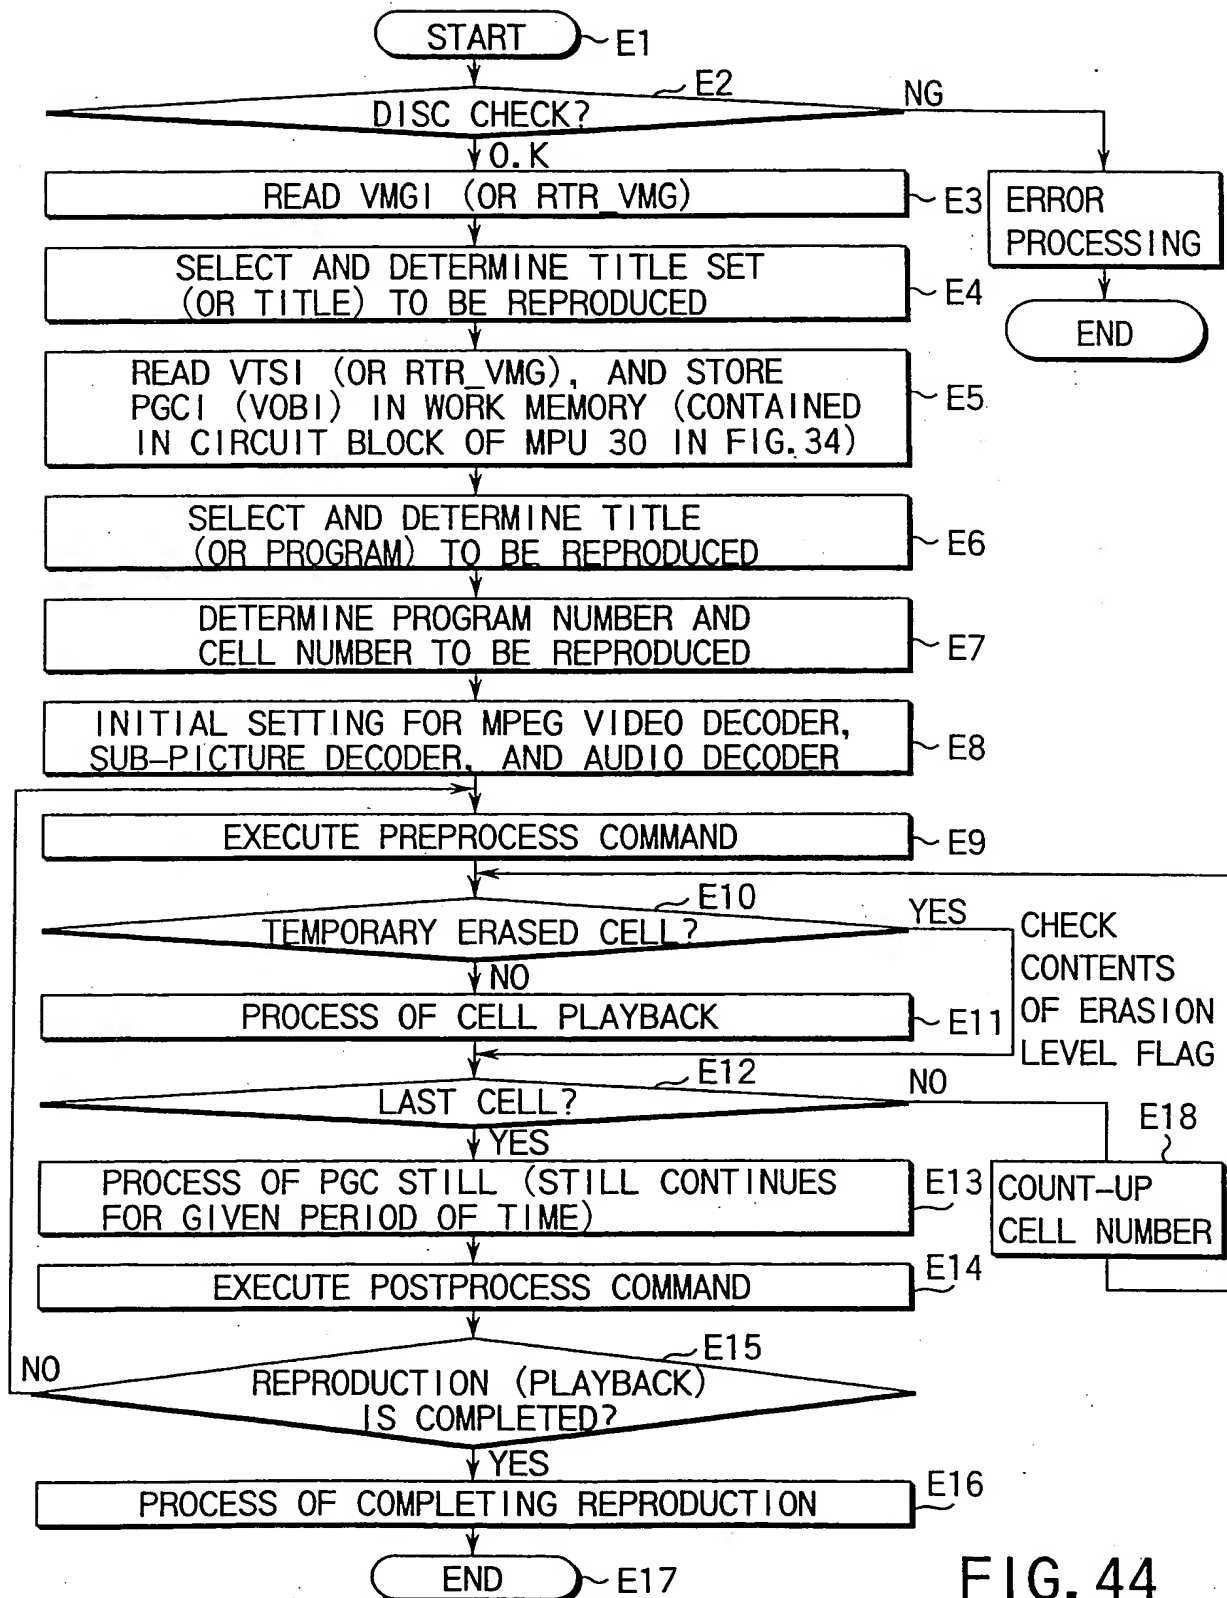 START
E1
E2
DISC CHECK?
NG
O.K
READ VMGI (OR RTR_VMG)
E3
ERROR
PROCESSING
END
SELECT AND DETERMINE TITLE SET
(OR TITLE) TO BE REPRODUCED
E4
READ VTSI (OR RTR_VMG), AND STORE
PGCI (VOBI) IN WORK MEMORY (CONTAINED
IN CIRCUIT BLOCK OF MPU 30 IN FIG.34)
E5
SELECT AND DETERMINE TITLE
(OR PROGRAM) TO BE REPRODUCED
E6
DETERMINE PROGRAM NUMBER AND
CELL NUMBER TO BE REPRODUCED
E7
INITIAL SETTING FOR MPEG VIDEO DECODER,
SUB-PICTURE DECODER, AND AUDIO DECODER
E8
EXECUTE PREPROCESS COMMAND
E9
E10
TEMPORARY ERASED CELL?
YES
NO
CHECK
CONTENTS
OF ERASION
LEVEL FLAG
PROCESS OF CELL PLAYBACK
E11
E12
LAST CELL?
NO
YES
E18
COUNT-UP
CELL NUMBER
PROCESS OF PGC STILL (STILL CONTINUES
FOR GIVEN PERIOD OF TIME)
E13
EXECUTE POSTPROCESS COMMAND
E14
E15
NO
REPRODUCTION (PLAYBACK)
IS COMPLETED?
YES
PROCESS OF COMPLETING REPRODUCTION
E16
END
E17
FIG. 44